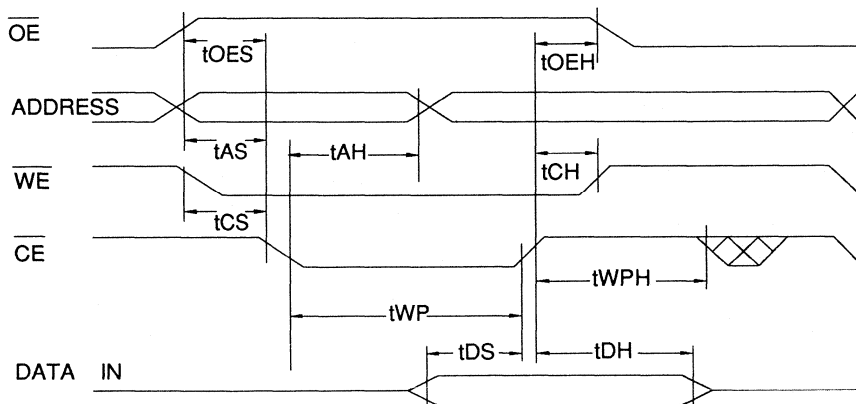 OE
tOES
tOEH
ADDRESS
tAS
tAH
tCH
WE
tCS
CE
tWPH
tWP
tDS
tDH
DATA IN